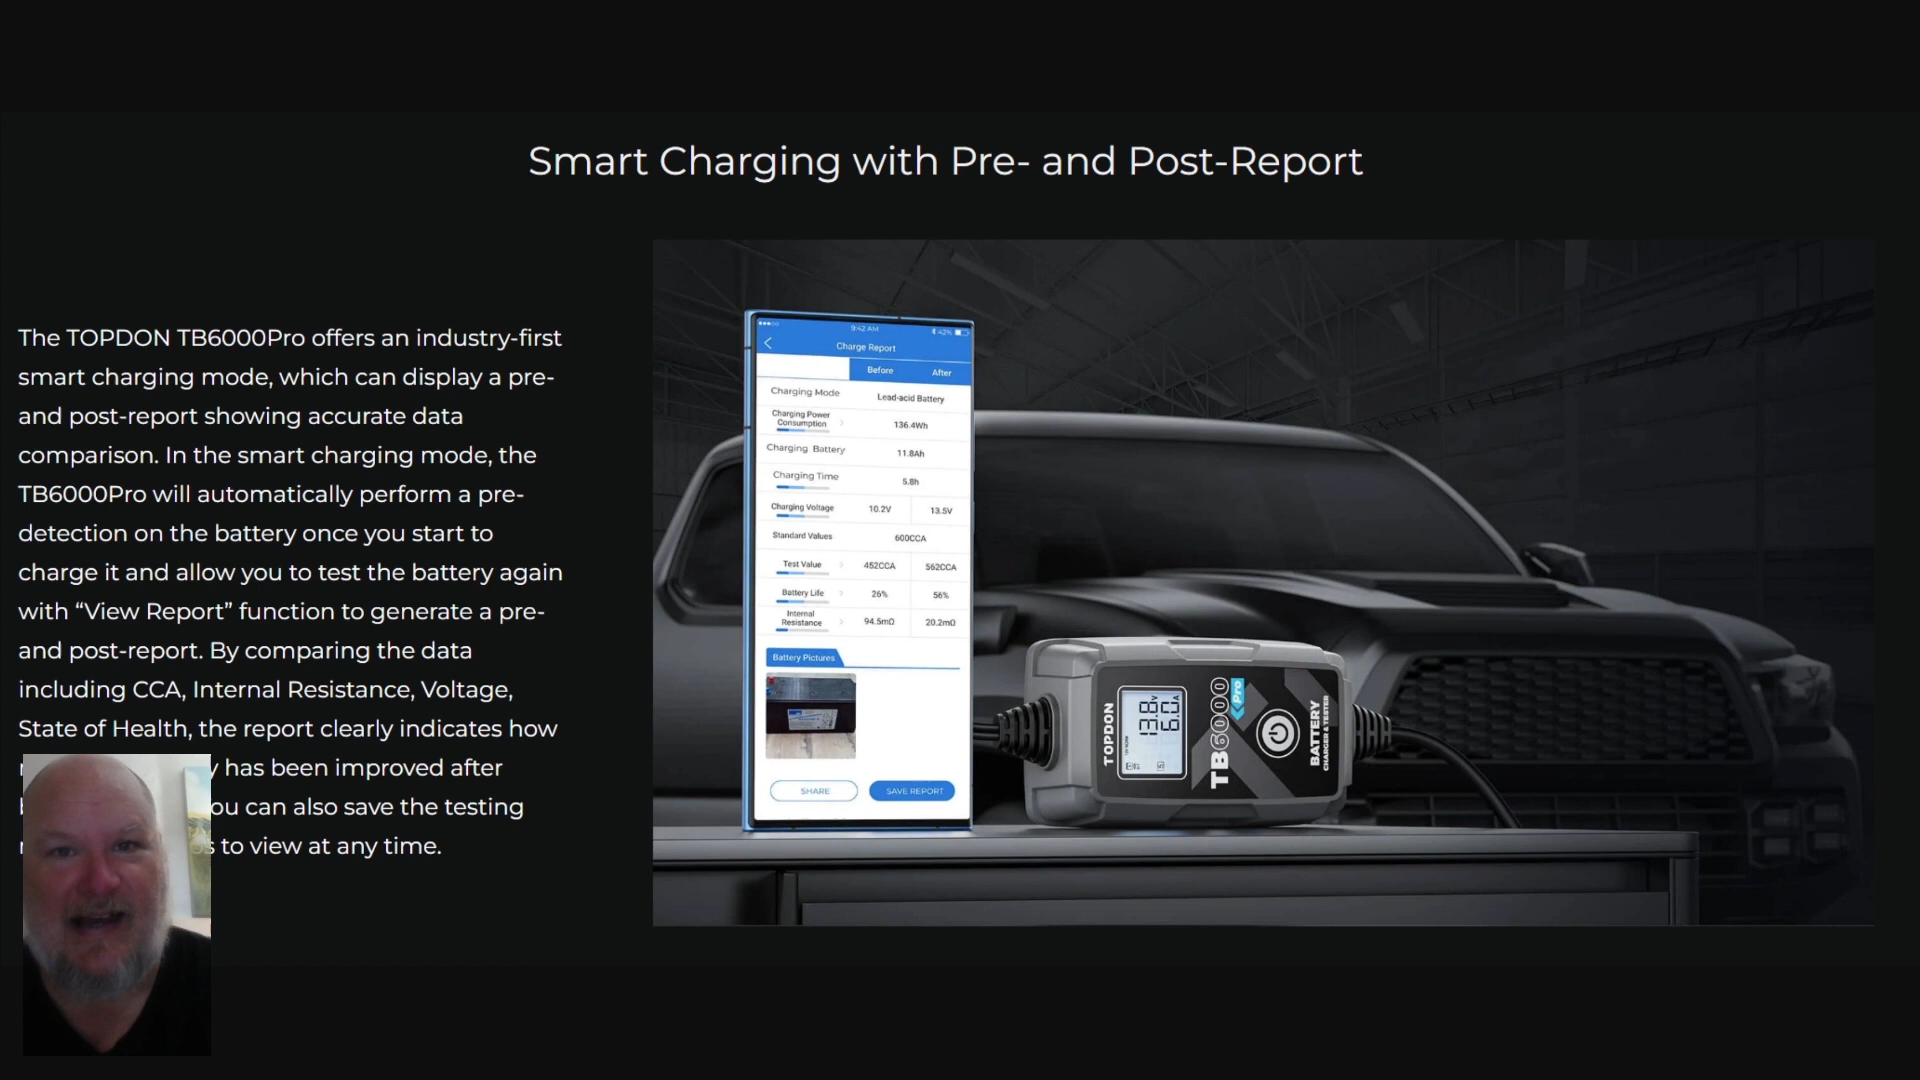 Smart Charging with Pre- and Post-Report
The TOPDON TB6000Pro offers an industry-first
smart charging mode, which can display a pre-
and post-report showing accurate data
comparison. In the smart charging mode, the
TB6000Pro will automatically perform a pre-
detection on the battery once you start to
charge it and allow you to test the battery again
with “View Report” function to generate a pre-
and post-report. By comparing the data
including CCA, Internal Resistance, Voltage,
State of Health, the report clearly indicates how
has been improved after
can also save the testing
to view at any time.
9:42 AM 42%
Charge Report
Before After
Charging Mode Lead-acid Battery
Charging Power
Consumption 136.4Wh
Charging Battery 11.8Ah
Charging Time 5.8h
Charging Voltage 10.2V 13.5V
Standard Values 600CCA
Test Value 452CCA 562CCA
Battery Life 26% 56%
Internal
Resistance 94.5mΩ 20.2mΩ
Battery Pictures
SHARE SAVE REPORT
TOPDON
13.8V
6.0A
TB6000 Pro
BATTERY
CHARGER & TESTER